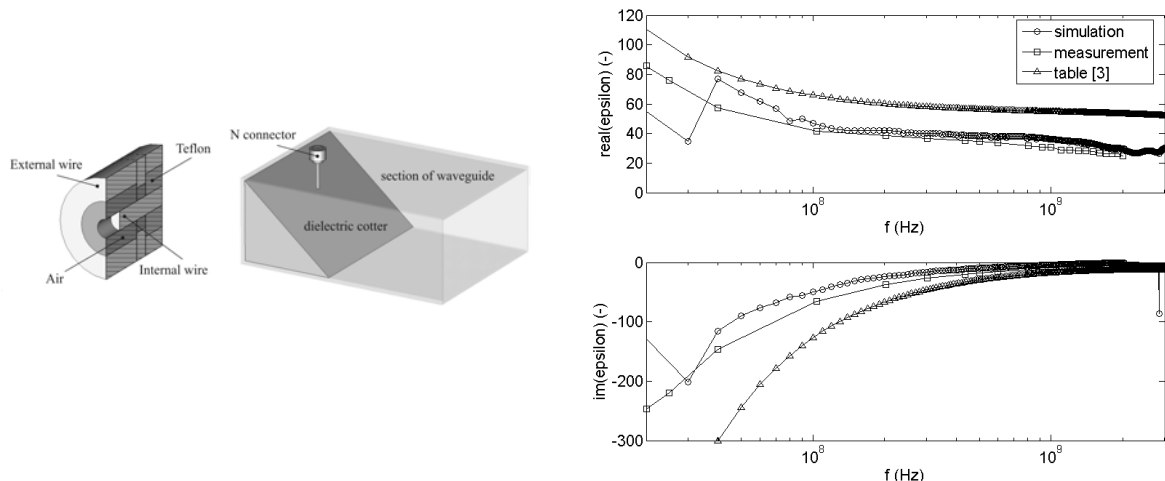 External wire
Teflon
Air
Internal wire
N connector
section of waveguide
dielectric cotter
120
100
80
60
40
20
0
real(epsilon) (-)
simulation
measurement
table [3]
10^8
10^9
f (Hz)
0
-100
-200
-300
im(epsilon) (-)
10^8
10^9
f (Hz)